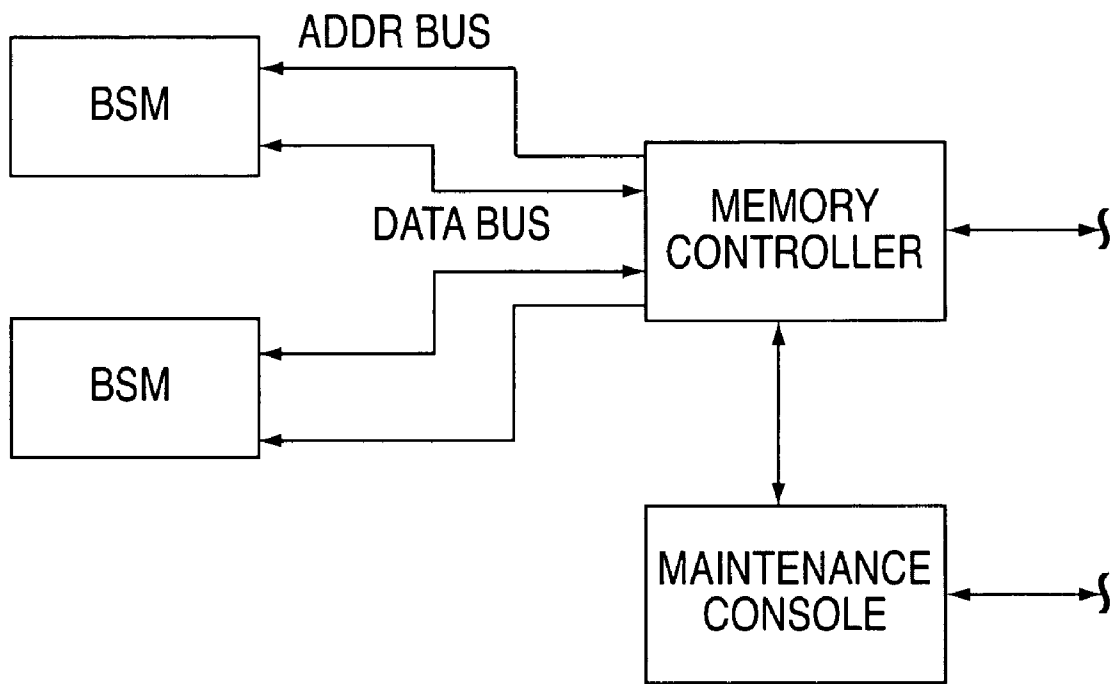 ADDR BUS
BSM
DATA BUS
MEMORY
CONTROLLER
BSM
MAINTENANCE
CONSOLE